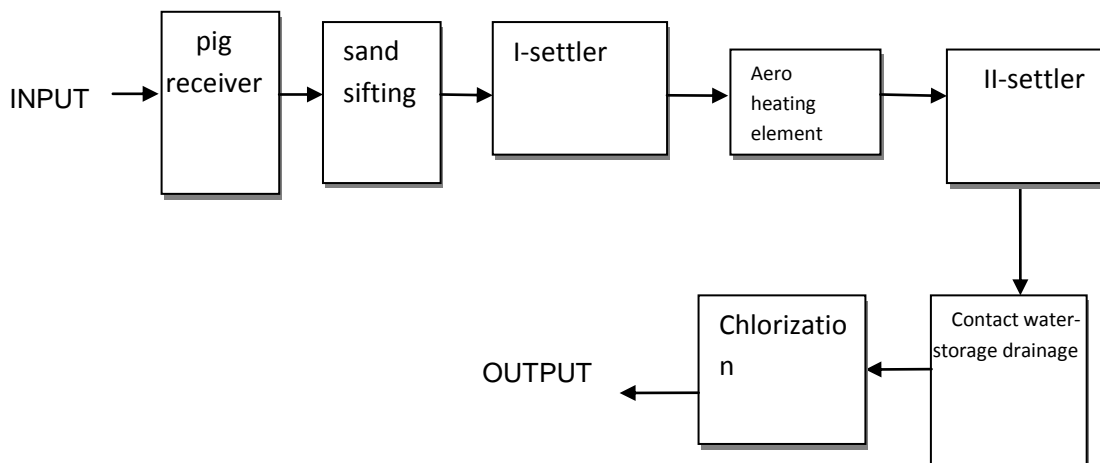 INPUT
pig
receiver
sand
sifting
I-settler
Aero
heating
element
II-settler
Contact water-
storage drainage
Chlorizatio
n
OUTPUT